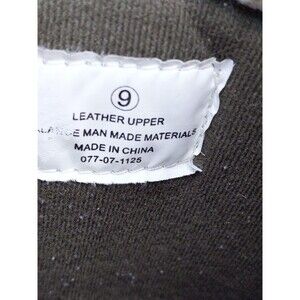 9
LEATHER UPPER
MAN MADE MATERIALS
MADE IN CHINA
077-07-1125